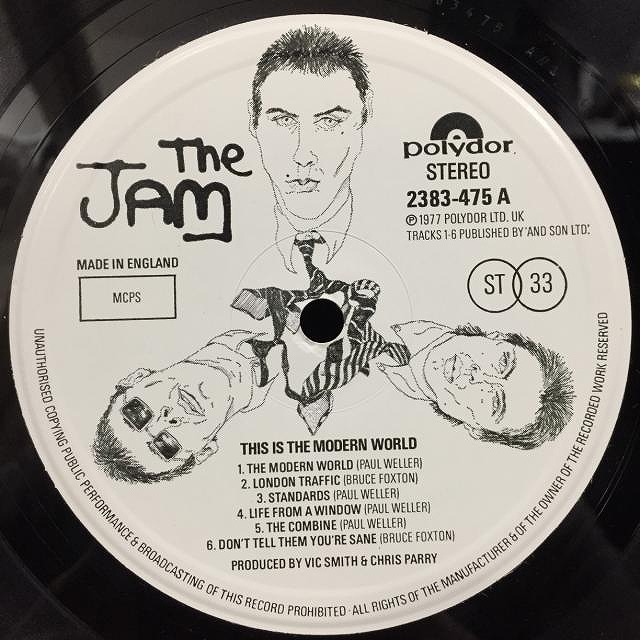 The
JAM
polydor
STEREO
2383-475 A
Ⓟ 1977 POLYDOR LTD. UK
TRACKS 1-6 PUBLISHED BY 'AND SON LTD'.
MADE IN ENGLAND
MCPS
ST 33
THIS IS THE MODERN WORLD
1. THE MODERN WORLD (PAUL WELLER)
2. LONDON TRAFFIC (BRUCE FOXTON)
3. STANDARDS (PAUL WELLER)
4. LIFE FROM A WINDOW (PAUL WELLER)
5. THE COMBINE (PAUL WELLER)
6. DON'T TELL THEM YOU'RE SANE (BRUCE FOXTON)
PRODUCED BY VIC SMITH & CHRIS PARRY
UNAUTHORISED COPYING PUBLIC PERFORMANCE & BROADCASTING OF THIS RECORD PROHIBITED · ALL RIGHTS OF THE MANUFACTURER & OF THE OWNER OF THE RECORDED WORK RESERVED